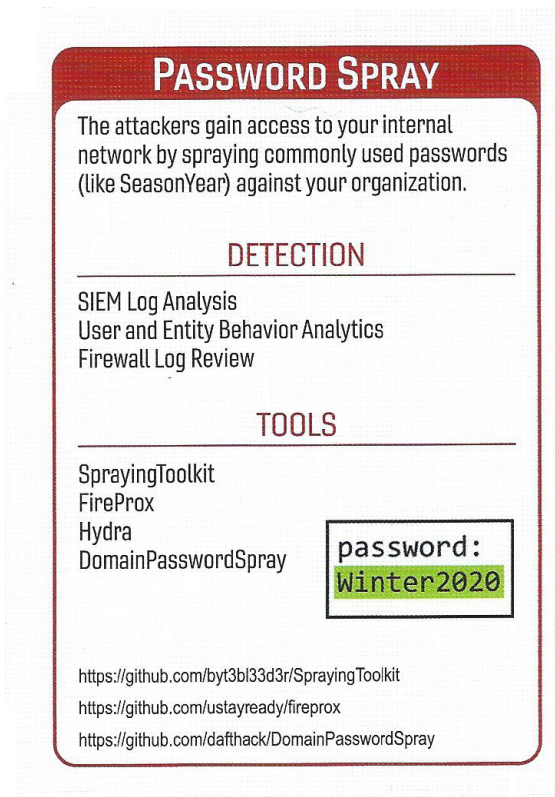 PASSWORD SPRAY
The attackers gain access to your internal
network by spraying commonly used passwords
(like SeasonYear) against your organization.
DETECTION
SIEM Log Analysis
User and Entity Behavior Analytics
Firewall Log Review
TOOLS
SprayingToolkit
FireProx
Hydra
DomainPasswordSpray
password:
Winter2020
https://github.com/byt3bl33d3r/SprayingToolkit
https://github.com/ustayready/fireprox
https://github.com/dafthack/DomainPasswordSpray